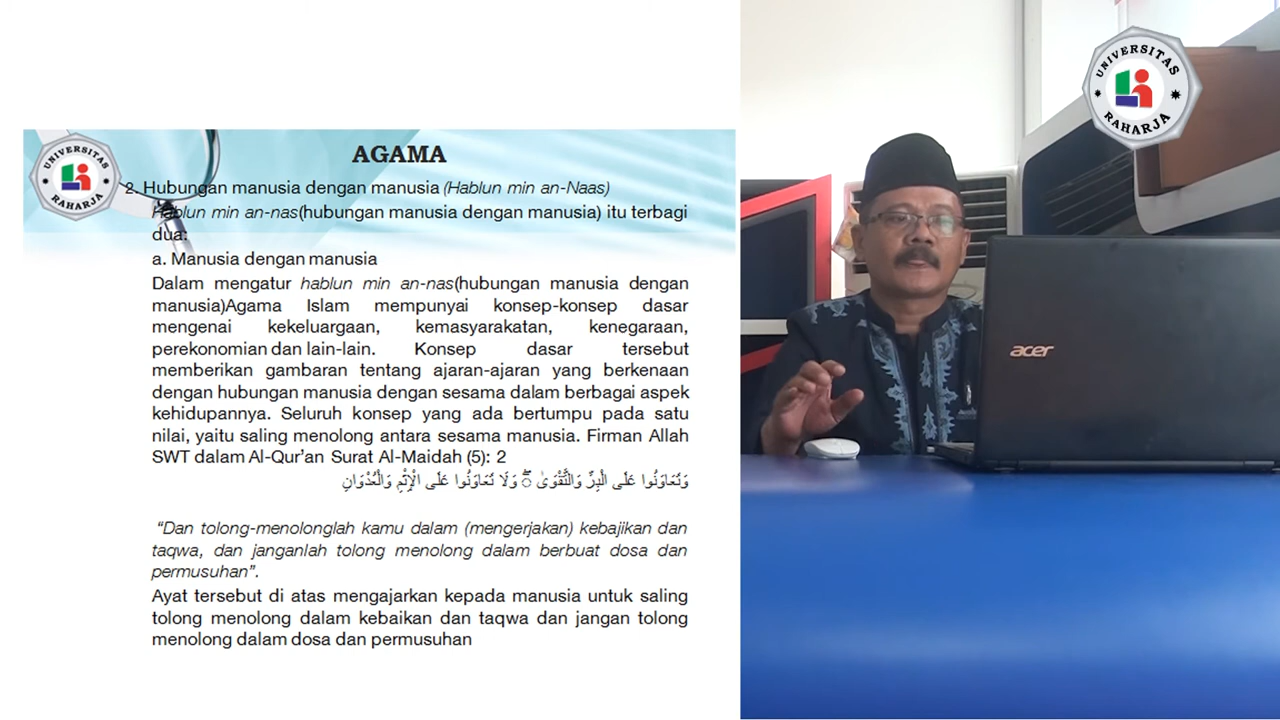 UNIVERSITAS
RAHARJA
AGAMA
2. Hubungan manusia dengan manusia (Hablun min an-Naas)
Hablun min an-nas(hubungan manusia dengan manusia) itu terbagi
dua:
a. Manusia dengan manusia
Dalam mengatur hablun min an-nas(hubungan manusia dengan
manusia)Agama Islam mempunyai konsep-konsep dasar
mengenai kekeluargaan, kemasyarakatan, kenegaraan,
perekonomian dan lain-lain. Konsep dasar tersebut
memberikan gambaran tentang ajaran-ajaran yang berkenaan
dengan hubungan manusia dengan sesama dalam berbagai aspek
kehidupannya. Seluruh konsep yang ada bertumpu pada satu
nilai, yaitu saling menolong antara sesama manusia. Firman Allah
SWT dalam Al-Qur’an Surat Al-Maidah (5): 2
وَتَعَاوَنُوا عَلَى الْبِرِّ وَالتَّقْوَىٰ ۖ وَلَا تَعَاوَنُوا عَلَى الْإِثْمِ وَالْعُدْوَانِ
“Dan tolong-menolonglah kamu dalam (mengerjakan) kebajikan dan
taqwa, dan janganlah tolong menolong dalam berbuat dosa dan
permusuhan”.
Ayat tersebut di atas mengajarkan kepada manusia untuk saling
tolong menolong dalam kebaikan dan taqwa dan jangan tolong
menolong dalam dosa dan permusuhan
UNIVERSITAS
RAHARJA
acer